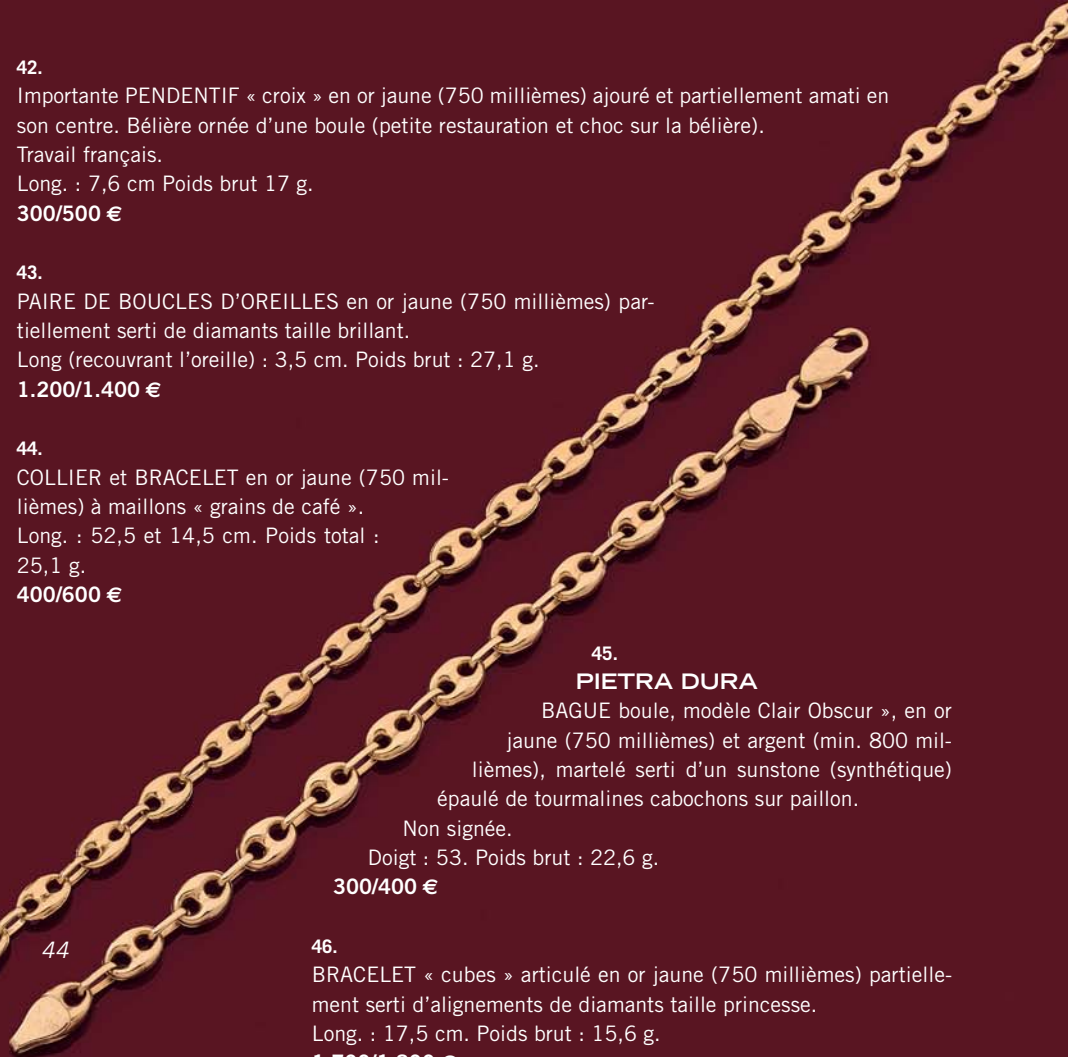 42.
Importante PENDENTIF « croix » en or jaune (750 millièmes) ajouré et partiellement amati en
son centre. Bélière ornée d'une boule (petite restauration et choc sur la bélière).
Travail français.
Long. : 7,6 cm Poids brut 17 g.
300/500 €
43.
PAIRE DE BOUCLES D'OREILLES en or jaune (750 millièmes) par-
tiellement serti de diamants taille brillant.
Long (recouvrant l'oreille) : 3,5 cm. Poids brut : 27,1 g.
1.200/1.400 €
44.
COLLIER et BRACELET en or jaune (750 mil-
lièmes) à maillons « grains de café ».
Long. : 52,5 et 14,5 cm. Poids total :
25,1 g.
400/600 €
45.
PIETRA DURA
BAGUE boule, modèle Clair Obscur », en or
jaune (750 millièmes) et argent (min. 800 mil-
lièmes), martelé serti d'un sunstone (synthétique)
épaulé de tourmalines cabochons sur paillon.
Non signée.
Doigt : 53. Poids brut : 22,6 g.
300/400 €
44
46.
BRACELET « cubes » articulé en or jaune (750 millièmes) partielle-
ment serti d'alignements de diamants taille princesse.
Long. : 17,5 cm. Poids brut : 15,6 g.